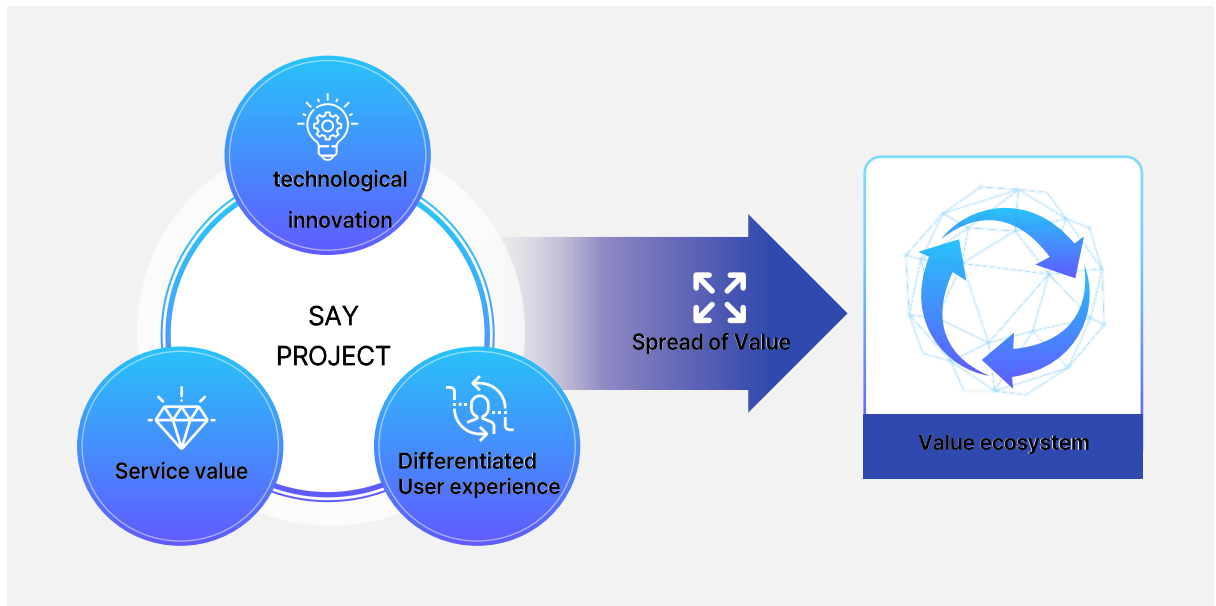 technological
innovation
SAY
PROJECT
Service value
Differentiated
User experience
Spread of Value
Value ecosystem